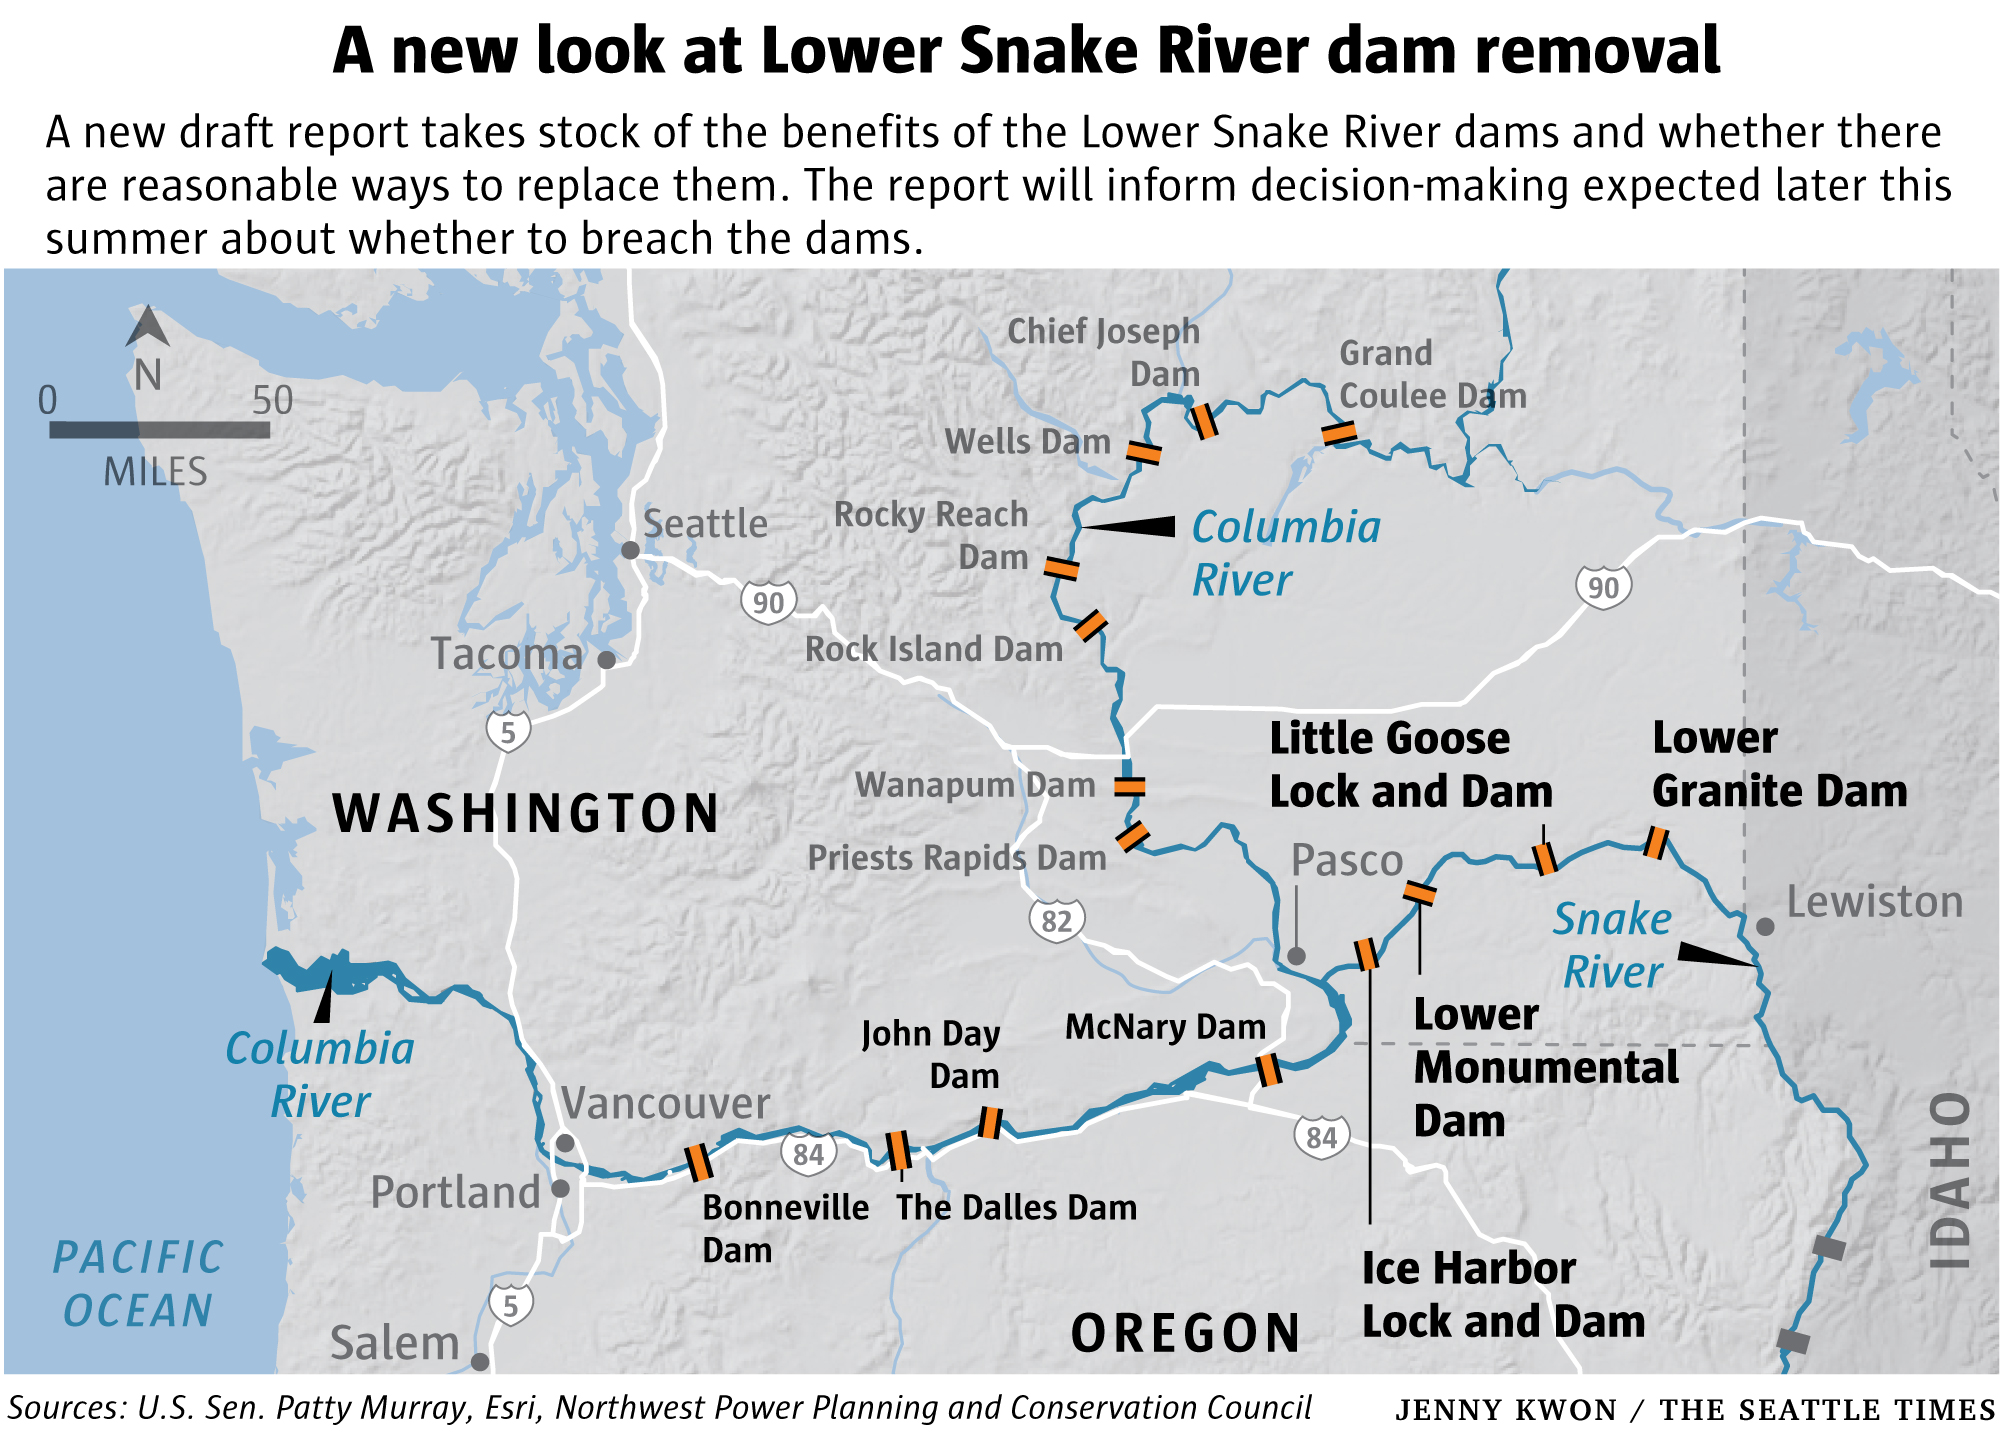 A new look at Lower Snake River dam removal
A new draft report takes stock of the benefits of the Lower Snake River dams and whether there
are reasonable ways to replace them. The report will inform decision-making expected later this
summer about whether to breach the dams.
N
0 50
MILES
Chief Joseph
Dam
Grand
Coulee Dam
Wells Dam
Rocky Reach
Dam
Columbia
River
Seattle
90
90
Tacoma
Rock Island Dam
5
Little Goose
Lock and Dam
Lower
Granite Dam
WASHINGTON
Wanapum Dam
Priests Rapids Dam
Pasco
82
Snake
River
Lewiston
Columbia
River
John Day
Dam
McNary Dam
Lower
Monumental
Dam
Vancouver
84
84
Portland
Bonneville
Dam
The Dalles Dam
IDAHO
PACIFIC
OCEAN
5
Ice Harbor
Lock and Dam
OREGON
Salem
Sources: U.S. Sen. Patty Murray, Esri, Northwest Power Planning and Conservation Council
JENNY KWON / THE SEATTLE TIMES